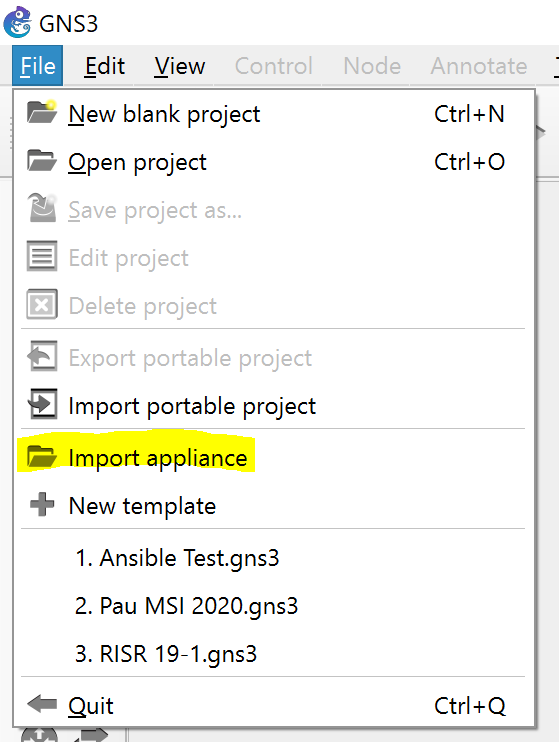 GNS3
File Edit View Control Node Annotate
New blank project Ctrl+N
Open project Ctrl+O
Save project as...
Edit project
Delete project
Export portable project
Import portable project
Import appliance
New template
1. Ansible Test.gns3
2. Pau MSI 2020.gns3
3. RISR 19-1.gns3
Quit Ctrl+Q